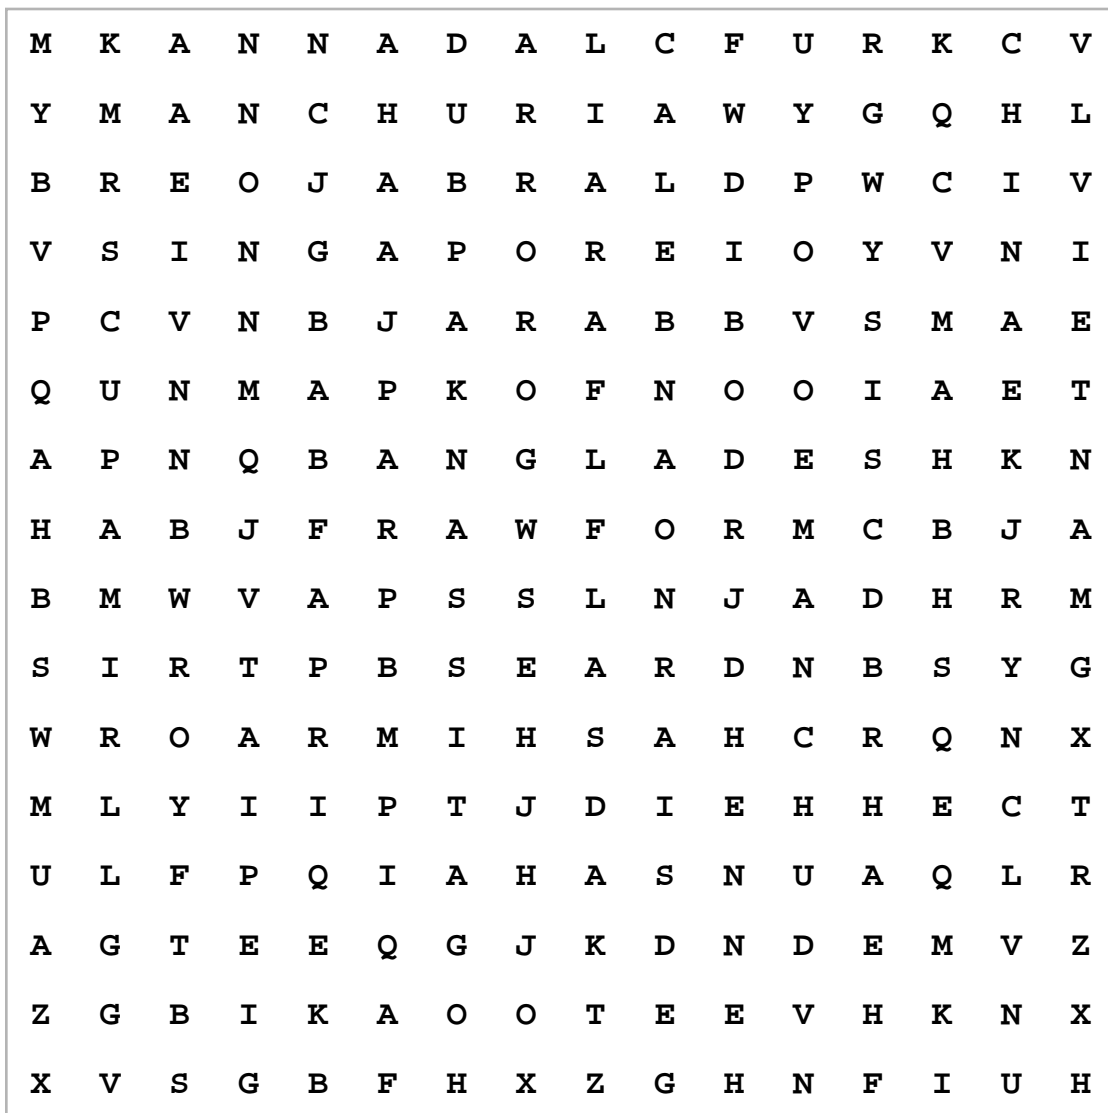 M K A N N A D A L C F U R K C V
Y M A N C H U R I A W Y G Q H L
B R E O J A B R A L D P W C I V
V S I N G A P O R E I O Y V N I
P C V N B J A R A B B V S M A E
Q U N M A P K O F N O O I A E T
A P N Q B A N G L A D E S H K N
H A B J F R A W F O R M C B J A
B M W V A P S S L N J A D H R M
S I R T P B S E A R D N B S Y G
W R O A R M I H S A H C R Q N X
M L Y I I P T J D I E H H E C T
U L F P Q I A H A S N U A Q L R
A G T E E Q G J K D N D E M V Z
Z G B I K A O O T E E V H K N X
X V S G B F H X Z G H N F I U H